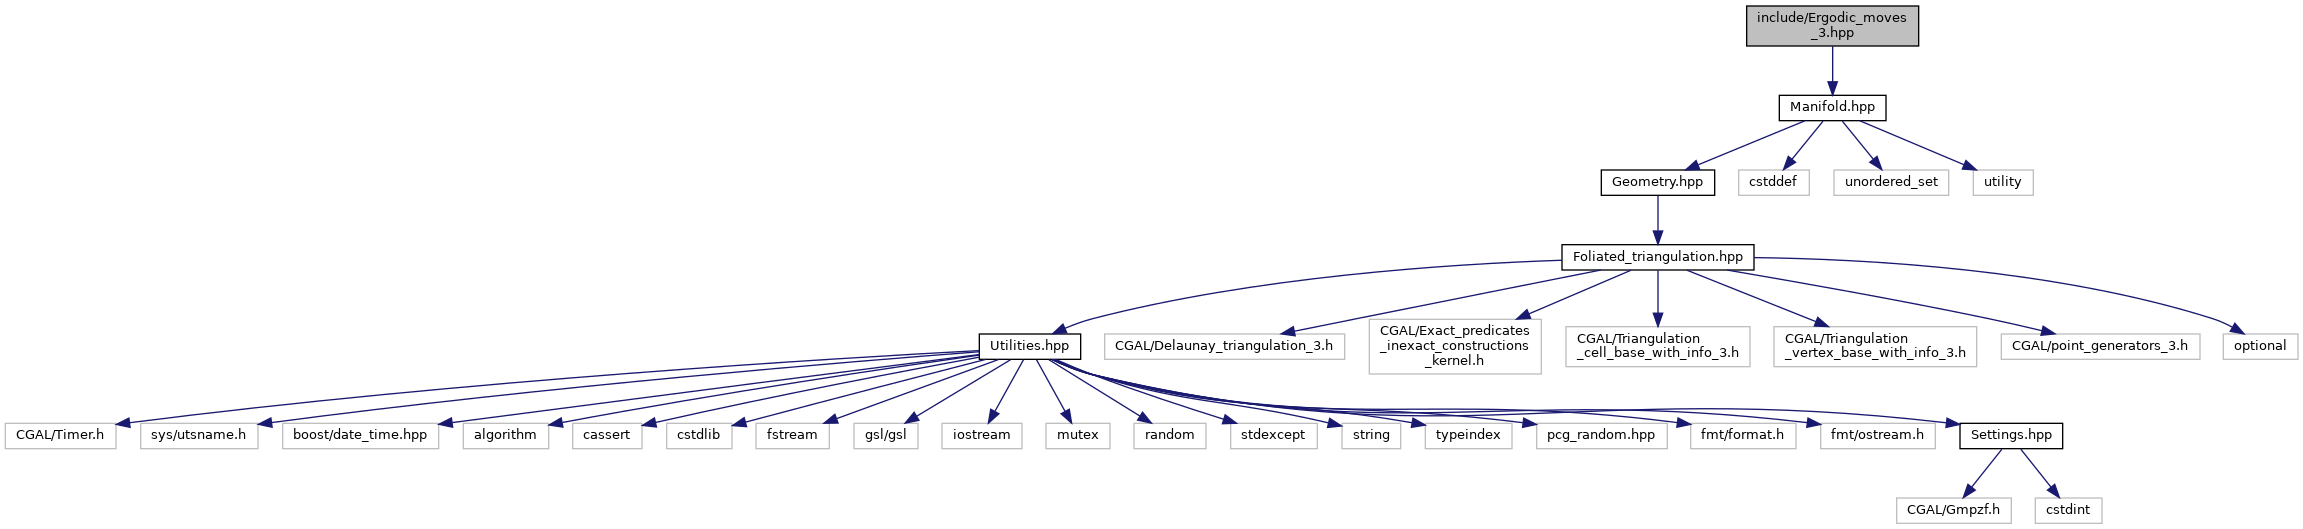 include/Ergodic_moves
_3.hpp
Manifold.hpp
Geometry.hpp
cstddef
unordered_set
utility
Foliated_triangulation.hpp
Utilities.hpp
CGAL/Delaunay_triangulation_3.h
CGAL/Exact_predicates
_inexact_constructions
_kernel.h
CGAL/Triangulation
_cell_base_with_info_3.h
CGAL/Triangulation
_vertex_base_with_info_3.h
CGAL/point_generators_3.h
optional
CGAL/Timer.h
sys/utsname.h
boost/date_time.hpp
algorithm
cassert
cstdlib
fstream
gsl/gsl
iostream
mutex
random
stdexcept
string
typeindex
pcg_random.hpp
fmt/format.h
fmt/ostream.h
Settings.hpp
CGAL/Gmpzf.h
cstdint